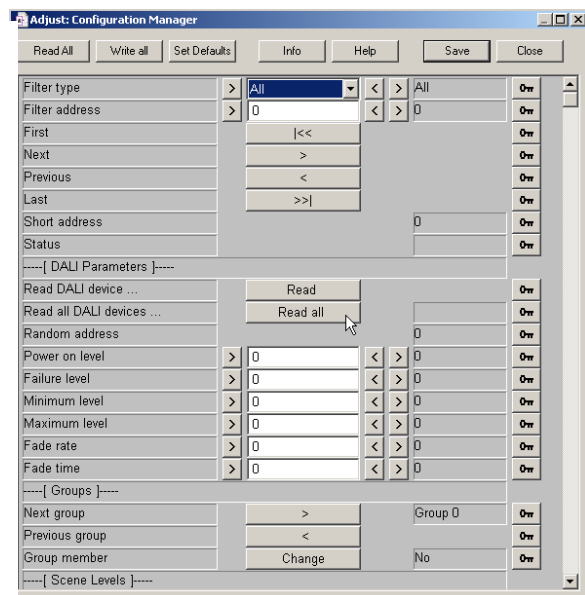 Adjust: Configuration Manager
Read All Write all Set Defaults Info Help Save Close
Filter type > All < > All
Filter address > 0 < > 0
First |<<
Next >
Previous <
Last >>|
Short address 0
Status
-----[ DALI Parameters ]-----
Read DALI device ... Read
Read all DALI devices ... Read all
Random address 0
Power on level > 0 < > 0
Failure level > 0 < > 0
Minimum level > 0 < > 0
Maximum level > 0 < > 0
Fade rate > 0 < > 0
Fade time > 0 < > 0
-----[ Groups ]-----
Next group > Group 0
Previous group <
Group member Change No
-----[ Scene Levels ]-----